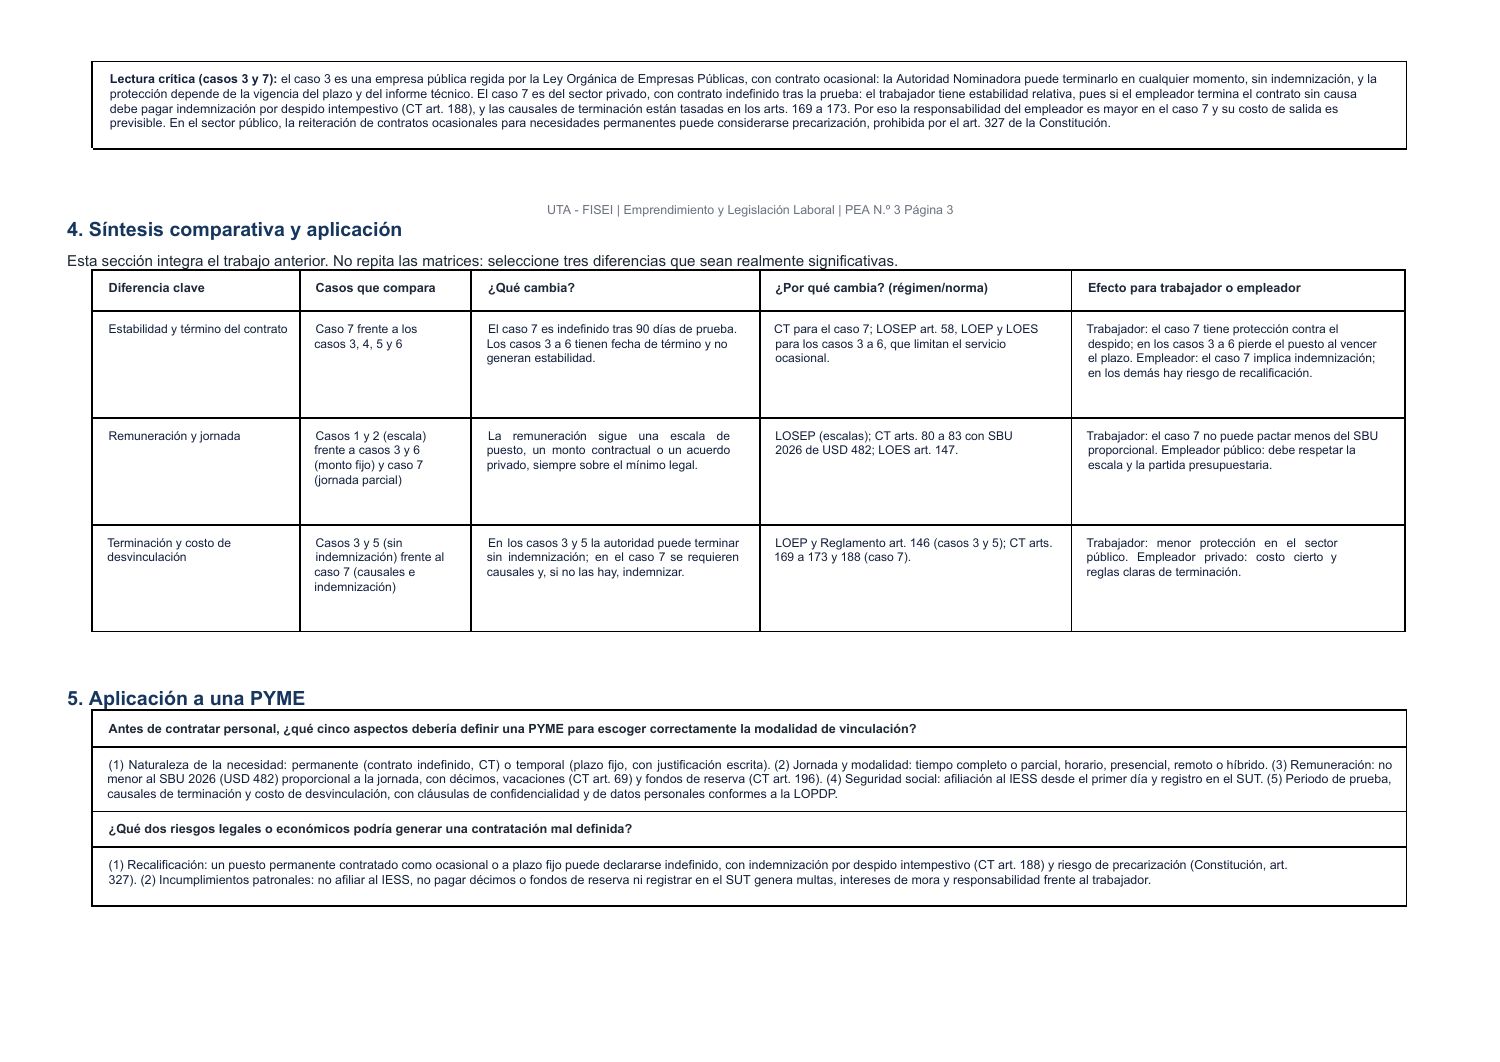 Lectura crítica (casos 3 y 7): el caso 3 es una empresa pública regida por la Ley Orgánica de Empresas Públicas, con contrato ocasional: la Autoridad Nominadora puede terminarlo en cualquier momento, sin indemnización, y la
protección depende de la vigencia del plazo y del informe técnico. El caso 7 es del sector privado, con contrato indefinido tras la prueba: el trabajador tiene estabilidad relativa, pues si el empleador termina el contrato sin causa
debe pagar indemnización por despido intempestivo (CT art. 188), y las causales de terminación están tasadas en los arts. 169 a 173. Por eso la responsabilidad del empleador es mayor en el caso 7 y su costo de salida es
previsible. En el sector público, la reiteración de contratos ocasionales para necesidades permanentes puede considerarse precarización, prohibida por el art. 327 de la Constitución.
UTA - FISEI | Emprendimiento y Legislación Laboral | PEA N.º 3 Página 3
4. Síntesis comparativa y aplicación
Esta sección integra el trabajo anterior. No repita las matrices: seleccione tres diferencias que sean realmente significativas.
Diferencia clave
Casos que compara
¿Qué cambia?
¿Por qué cambia? (régimen/norma)
Efecto para trabajador o empleador
Estabilidad y término del contrato
Caso 7 frente a los
casos 3, 4, 5 y 6
El caso 7 es indefinido tras 90 días de prueba.
Los casos 3 a 6 tienen fecha de término y no
generan estabilidad.
CT para el caso 7; LOSEP art. 58, LOEP y LOES
para los casos 3 a 6, que limitan el servicio
ocasional.
Trabajador: el caso 7 tiene protección contra el
despido; en los casos 3 a 6 pierde el puesto al vencer
el plazo. Empleador: el caso 7 implica indemnización;
en los demás hay riesgo de recalificación.
Remuneración y jornada
Casos 1 y 2 (escala)
frente a casos 3 y 6
(monto fijo) y caso 7
(jornada parcial)
La remuneración sigue una escala de
puesto, un monto contractual o un acuerdo
privado, siempre sobre el mínimo legal.
LOSEP (escalas); CT arts. 80 a 83 con SBU
2026 de USD 482; LOES art. 147.
Trabajador: el caso 7 no puede pactar menos del SBU
proporcional. Empleador público: debe respetar la
escala y la partida presupuestaria.
Terminación y costo de
desvinculación
Casos 3 y 5 (sin
indemnización) frente al
caso 7 (causales e
indemnización)
En los casos 3 y 5 la autoridad puede terminar
sin indemnización; en el caso 7 se requieren
causales y, si no las hay, indemnizar.
LOEP y Reglamento art. 146 (casos 3 y 5); CT arts.
169 a 173 y 188 (caso 7).
Trabajador: menor protección en el sector
público. Empleador privado: costo cierto y
reglas claras de terminación.
5. Aplicación a una PYME
Antes de contratar personal, ¿qué cinco aspectos debería definir una PYME para escoger correctamente la modalidad de vinculación?
(1) Naturaleza de la necesidad: permanente (contrato indefinido, CT) o temporal (plazo fijo, con justificación escrita). (2) Jornada y modalidad: tiempo completo o parcial, horario, presencial, remoto o híbrido. (3) Remuneración: no
menor al SBU 2026 (USD 482) proporcional a la jornada, con décimos, vacaciones (CT art. 69) y fondos de reserva (CT art. 196). (4) Seguridad social: afiliación al IESS desde el primer día y registro en el SUT. (5) Periodo de prueba,
causales de terminación y costo de desvinculación, con cláusulas de confidencialidad y de datos personales conformes a la LOPDP.
¿Qué dos riesgos legales o económicos podría generar una contratación mal definida?
(1) Recalificación: un puesto permanente contratado como ocasional o a plazo fijo puede declararse indefinido, con indemnización por despido intempestivo (CT art. 188) y riesgo de precarización (Constitución, art.
327). (2) Incumplimientos patronales: no afiliar al IESS, no pagar décimos o fondos de reserva ni registrar en el SUT genera multas, intereses de mora y responsabilidad frente al trabajador.